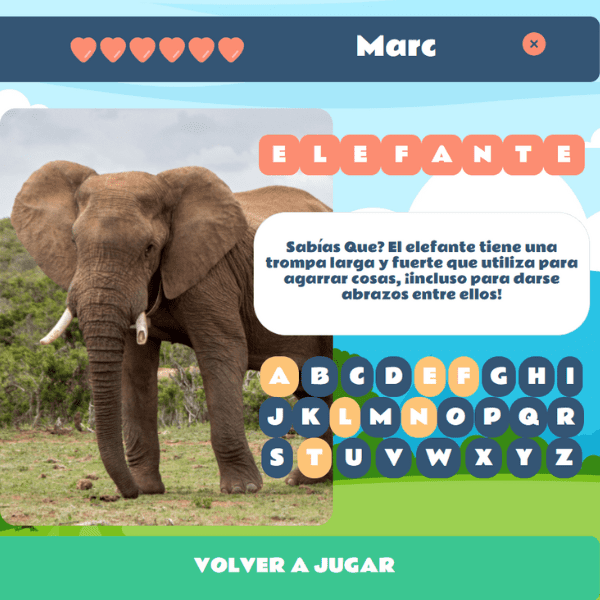 Marc
×
ELEFANTE
Sabías Que? El elefante tiene una
trompa larga y fuerte que utiliza para
agarrar cosas, ¡incluso para darse
abrazos entre ellos!
A B C D E F G H I
J K L M N O P Q R
S T U V W X Y Z
VOLVER A JUGAR